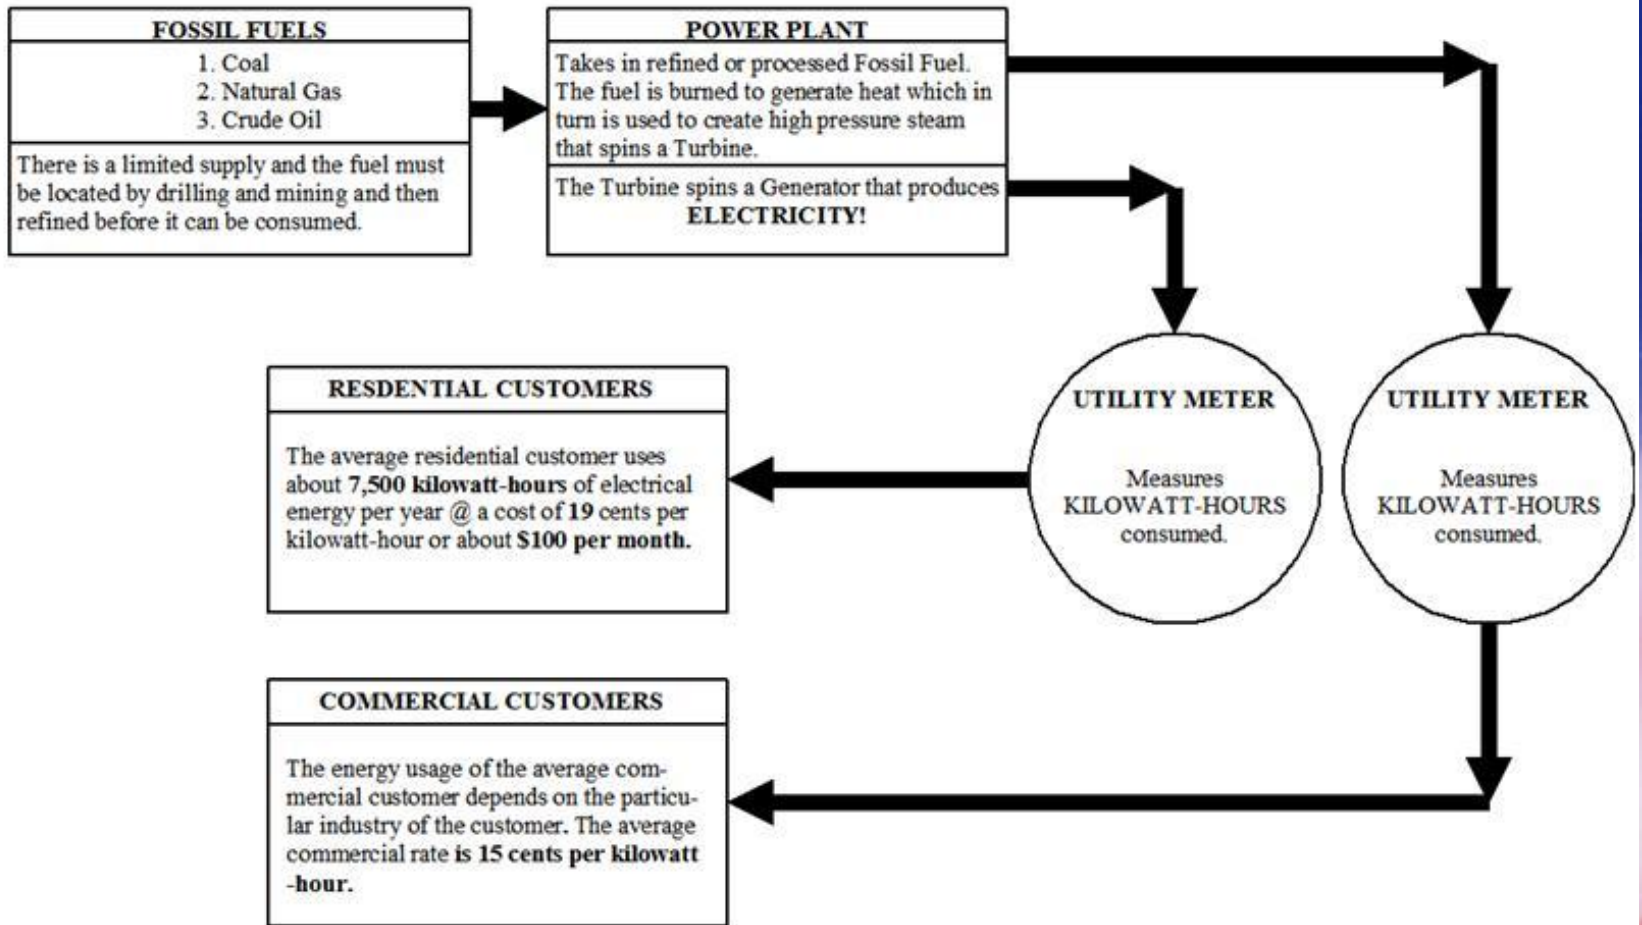 FOSSIL FUELS
1. Coal
2. Natural Gas
3. Crude Oil
There is a limited supply and the fuel must
be located by drilling and mining and then
refined before it can be consumed.
POWER PLANT
Takes in refined or processed Fossil Fuel.
The fuel is burned to generate heat which in
turn is used to create high pressure steam
that spins a Turbine.
The Turbine spins a Generator that produces
ELECTRICITY!
UTILITY METER
Measures
KILOWATT-HOURS
consumed.
UTILITY METER
Measures
KILOWATT-HOURS
consumed.
RESDENTIAL CUSTOMERS
The average residential customer uses
about 7,500 kilowatt-hours of electrical
energy per year @ a cost of 19 cents per
kilowatt-hour or about $100 per month.
COMMERCIAL CUSTOMERS
The energy usage of the average com-
mercial customer depends on the particu-
lar industry of the customer. The average
commercial rate is 15 cents per kilowatt
-hour.